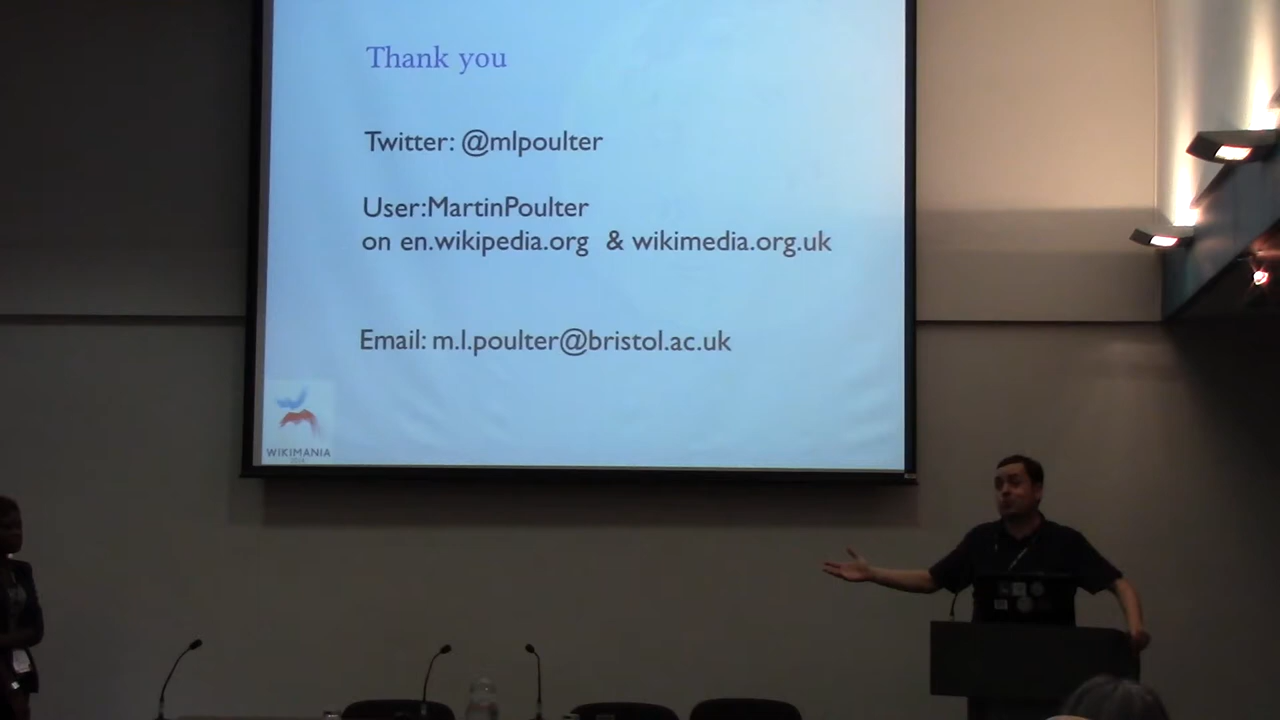 Thank you
Twitter: @mlpoulter
User:MartinPoulter
on en.wikipedia.org & wikimedia.org.uk
Email: m.l.poulter@bristol.ac.uk
WIKIMANIA